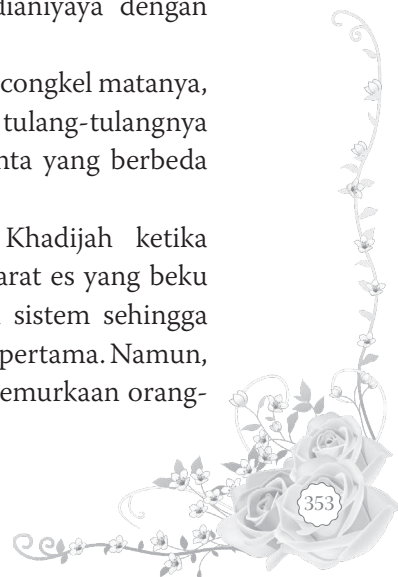 dianiyaya dengan
congkel matanya,
tulang-tulangnya
nta yang berbeda
Khadijah ketika
arat es yang beku
sistem sehingga
pertama. Namun,
emurkaan orang-
353